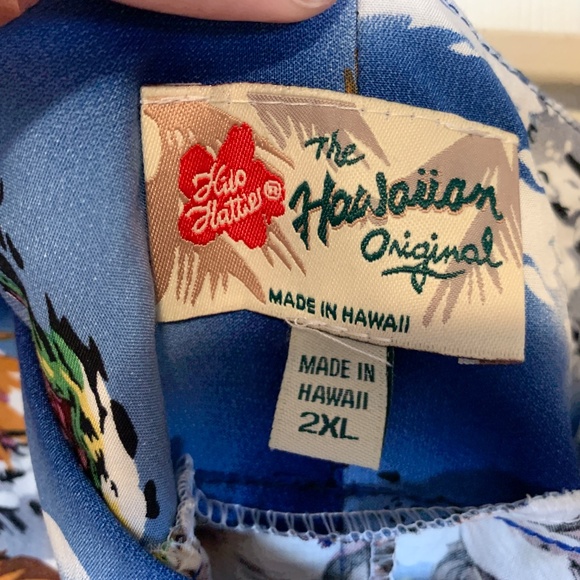 Hilo
Hattie®
The
Hawaiian
Original
MADE IN HAWAII
MADE IN
HAWAII
2XL